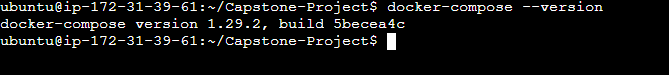 ubuntu@ip-172-31-39-61:~/Capstone-Project$ docker-compose --version
docker-compose version 1.29.2, build 5becea4c
ubuntu@ip-172-31-39-61:~/Capstone-Project$